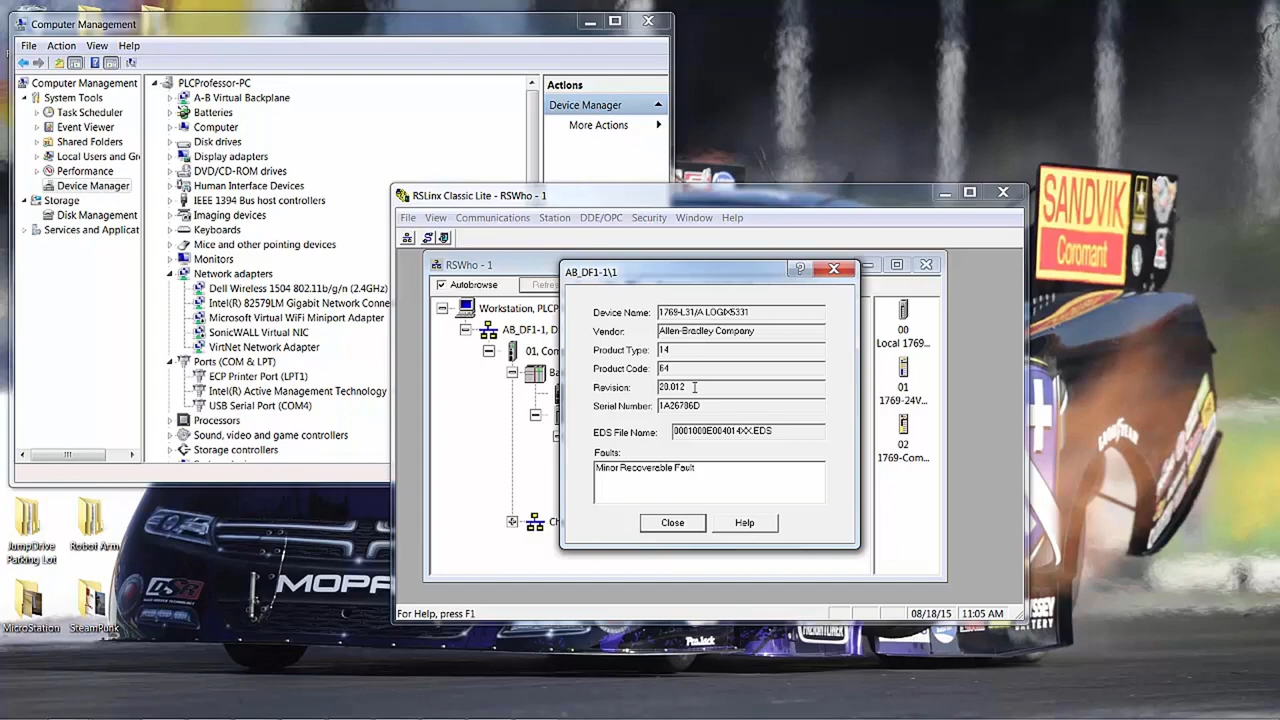 Computer Management
File Action View Help
Computer Management
System Tools
Task Scheduler
Event Viewer
Shared Folders
Local Users and Gr
Performance
Device Manager
Storage
Disk Management
Services and Applicat
PLCProfessor-PC
A-B Virtual Backplane
Batteries
Computer
Disk drives
Display adapters
DVD/CD-ROM drives
Human Interface Devices
IEEE 1394 Bus host controllers
Imaging devices
Keyboards
Mice and other pointing devices
Monitors
Network adapters
Dell Wireless 1504 802.11b/g/n (2.4GHz)
Intel(R) 82579LM Gigabit Network Conne
Microsoft Virtual WiFi Miniport Adapter
SonicWALL Virtual NIC
VirtNet Network Adapter
Ports (COM & LPT)
ECP Printer Port (LPT1)
Intel(R) Active Management Technology
USB Serial Port (COM4)
Processors
Sound, video and game controllers
Storage controllers
Actions
Device Manager
More Actions
RSLinx Classic Lite - RSWho - 1
File View Communications Station DDE/OPC Security Window Help
RSWho - 1
Autobrowse Refre
Workstation, PLCP
AB_DF1-1, D
01, Com
Ba
Ch
AB_DF1-1\1
Device Name: 1769-L31/A LOGIX5331
Vendor: Allen-Bradley Company
Product Type: 14
Product Code: 64
Revision: 20.012
Serial Number: 1A26786D
EDS File Name: 0001000E004014XX.EDS
Faults:
Minor Recoverable Fault
Close Help
00
Local 1769...
01
1769-24V...
02
1769-Com...
For Help, press F1
08/18/15 11:05 AM
JumpDrive
Parking Lot
Robot Arm
MicroStation
SteamPunk
SANDVIK
Coromant
GOODYEAR
MOPA
ProJack
FREIGHTLINER